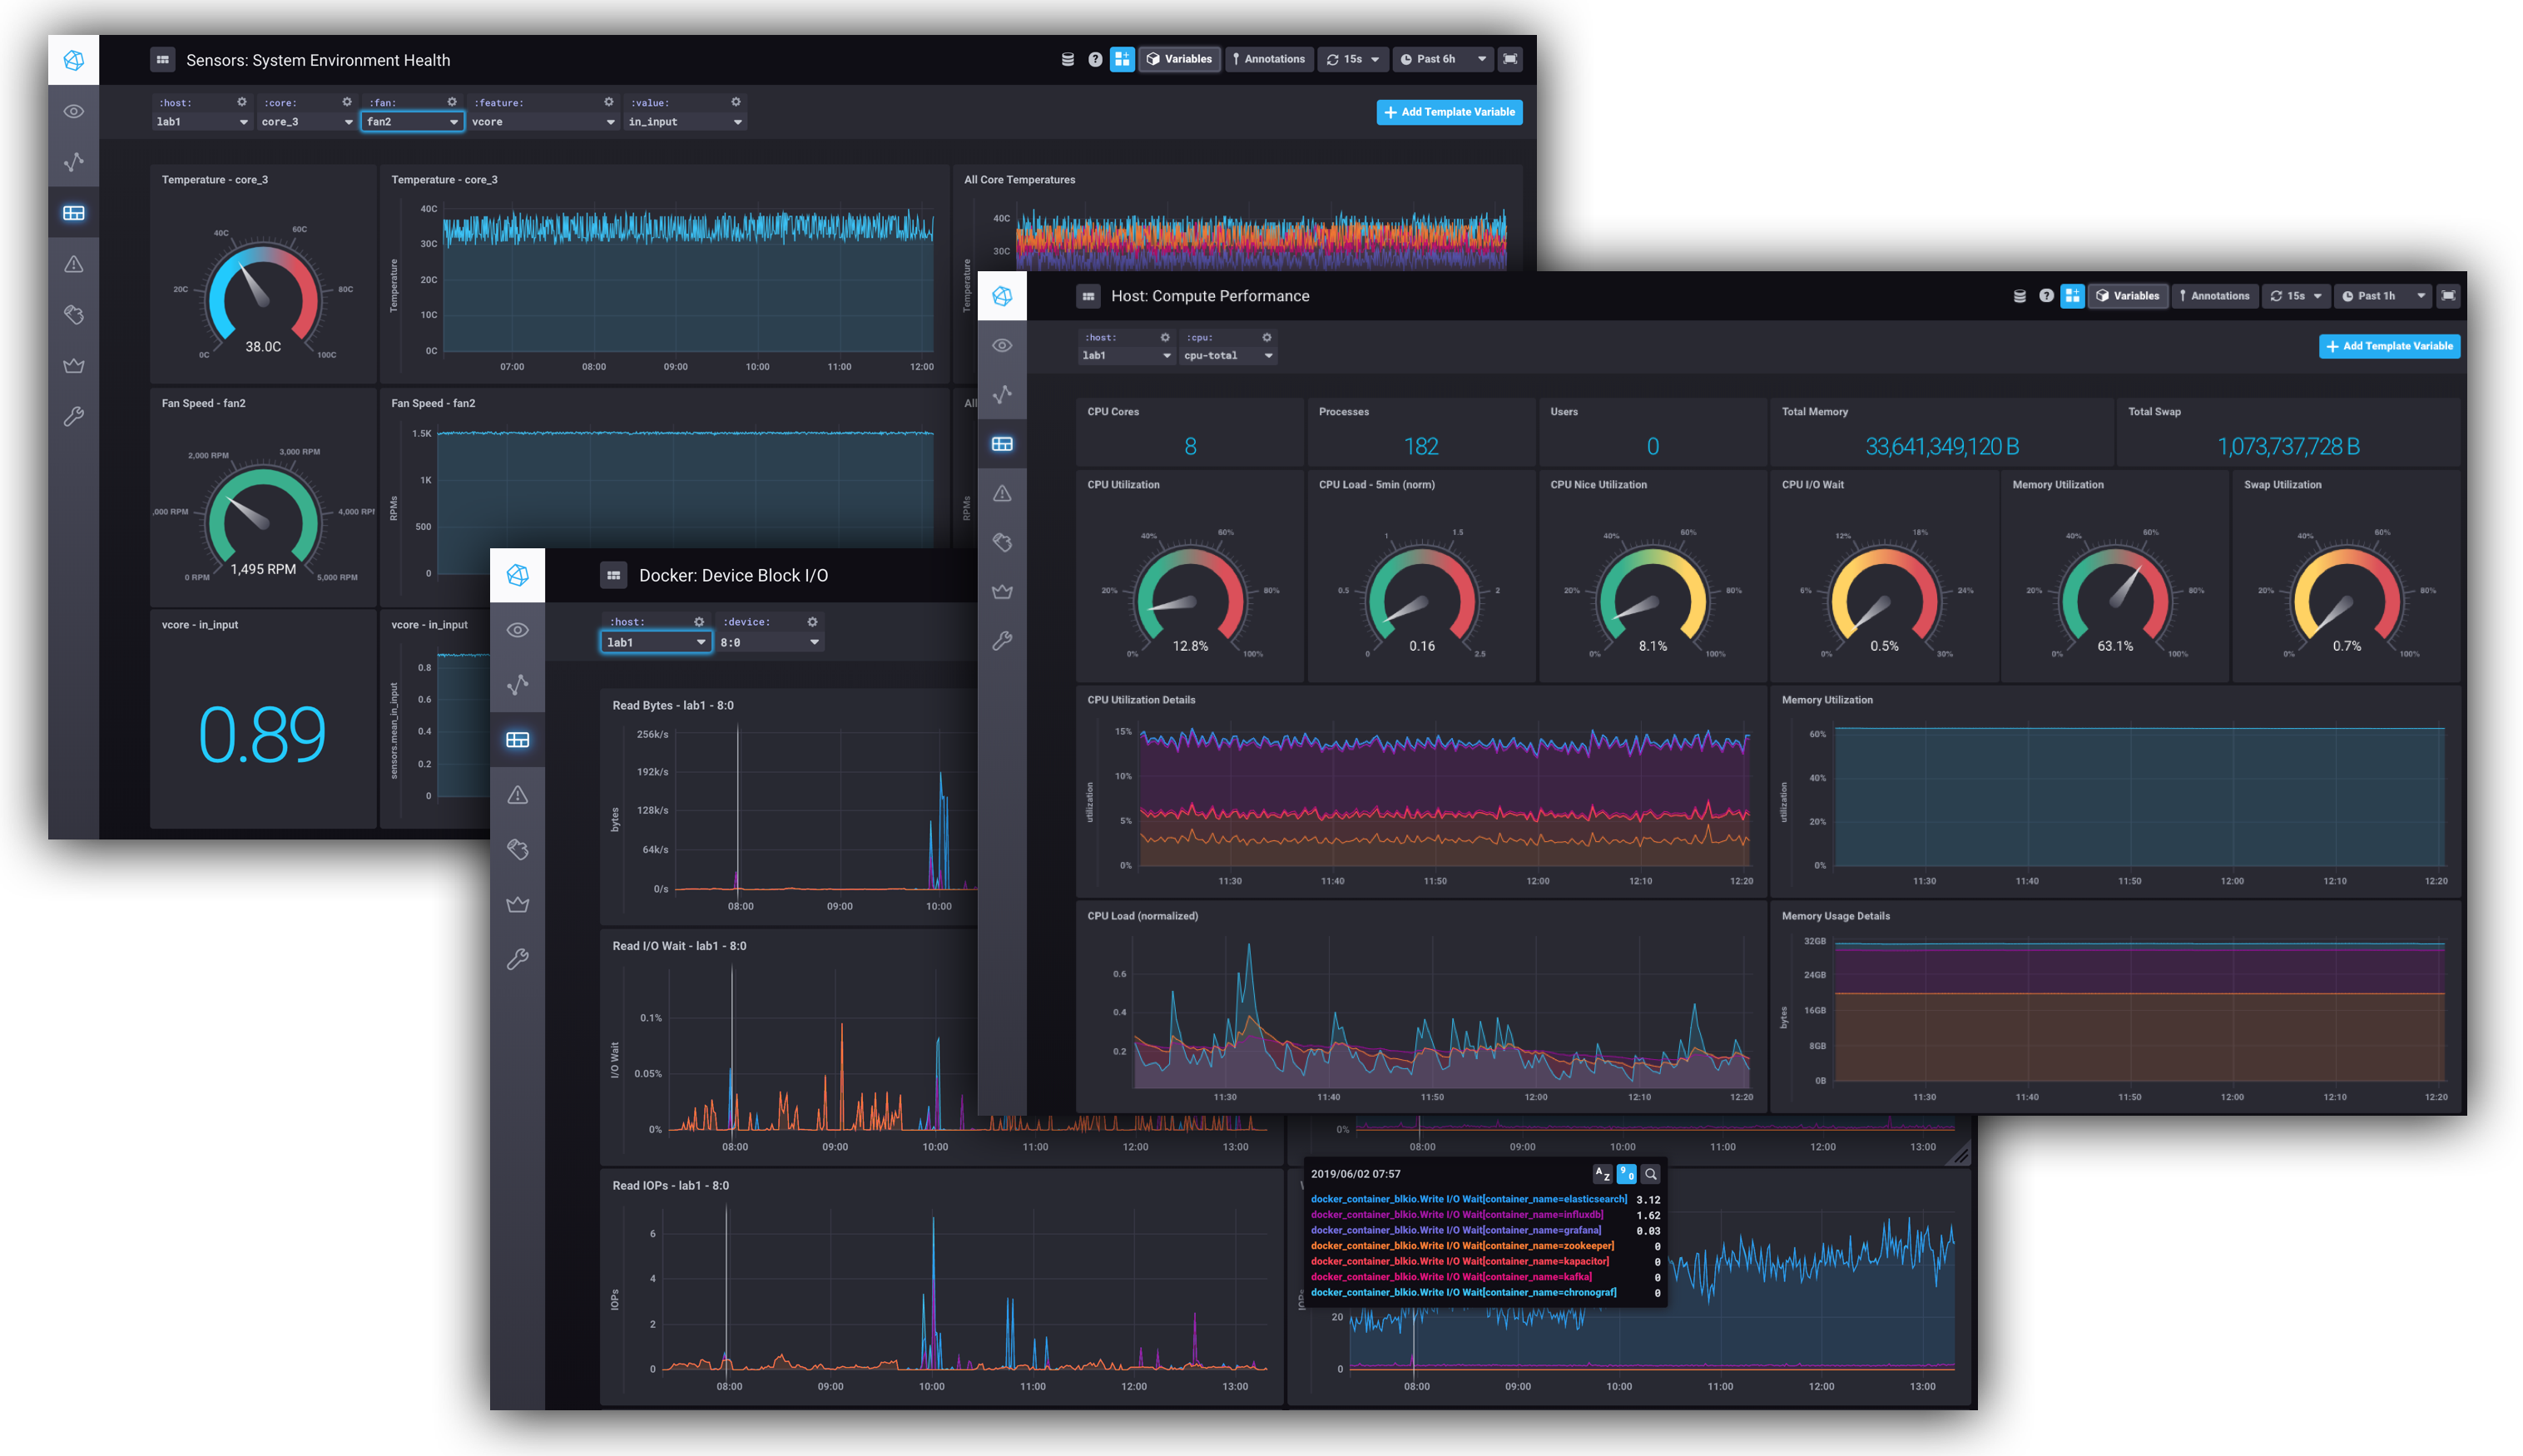 Sensors: System Environment Health
Variables
Annotations
15s
Past 6h
:host:
:core:
:fan:
:feature:
:value:
lab1
core_3
fan2
vcore
in_input
Add Template Variable
Temperature - core_3
40C
60C
20C
80C
0C
100C
38.0C
Temperature - core_3
Temperature
40C
30C
20C
10C
0C
07:00
08:00
09:00
10:00
11:00
12:00
All Core Temperatures
Temperature
40C
30C
Fan Speed - fan2
2,000 RPM
3,000 RPM
,000 RPM
4,000 RPM
0 RPM
5,000 RPM
1,495 RPM
Fan Speed - fan2
RPMs
1.5K
1K
500
0
All
RPMs
vcore - in_input
0.89
vcore - in_input
sensors.mean_in_input
0.8
0.6
0.4
0.2
0
Docker: Device Block I/O
:host:
:device:
lab1
8:0
Read Bytes - lab1 - 8:0
bytes
256k/s
192k/s
128k/s
64k/s
0/s
08:00
09:00
10:00
Read I/O Wait - lab1 - 8:0
I/O Wait
0.1%
0.05%
0%
08:00
09:00
10:00
11:00
12:00
13:00
0%
08:00
09:00
10:00
11:00
12:00
13:00
Read IOPs - lab1 - 8:0
IOPs
6
4
2
0
08:00
09:00
10:00
11:00
12:00
13:00
2019/06/02 07:57
docker_container_blkio.Write I/O Wait[container_name=elasticsearch] 3.12
docker_container_blkio.Write I/O Wait[container_name=influxdb] 1.62
docker_container_blkio.Write I/O Wait[container_name=grafana] 0.03
docker_container_blkio.Write I/O Wait[container_name=zookeeper] 0
docker_container_blkio.Write I/O Wait[container_name=kapacitor] 0
docker_container_blkio.Write I/O Wait[container_name=kafka] 0
docker_container_blkio.Write I/O Wait[container_name=chronograf] 0
IOPs
20
0
08:00
09:00
10:00
11:00
12:00
13:00
Host: Compute Performance
Variables
Annotations
15s
Past 1h
:host:
:cpu:
lab1
cpu-total
Add Template Variable
CPU Cores
8
Processes
182
Users
0
Total Memory
33,641,349,120 B
Total Swap
1,073,737,728 B
CPU Utilization
40%
60%
20%
80%
0%
100%
12.8%
CPU Load - 5min (norm)
1
1.5
0.5
2
0
2.5
0.16
CPU Nice Utilization
40%
60%
20%
80%
0%
100%
8.1%
CPU I/O Wait
12%
18%
6%
24%
0%
30%
0.5%
Memory Utilization
40%
60%
20%
80%
0%
100%
63.1%
Swap Utilization
40%
60%
20%
80%
0%
100%
0.7%
CPU Utilization Details
utilization
15%
10%
5%
0%
11:30
11:40
11:50
12:00
12:10
12:20
Memory Utilization
utilization
60%
40%
20%
0%
11:30
11:40
11:50
12:00
12:10
12:20
CPU Load (normalized)
0.6
0.4
0.2
11:30
11:40
11:50
12:00
12:10
12:20
Memory Usage Details
bytes
32GB
24GB
16GB
8GB
0B
11:30
11:40
11:50
12:00
12:10
12:20